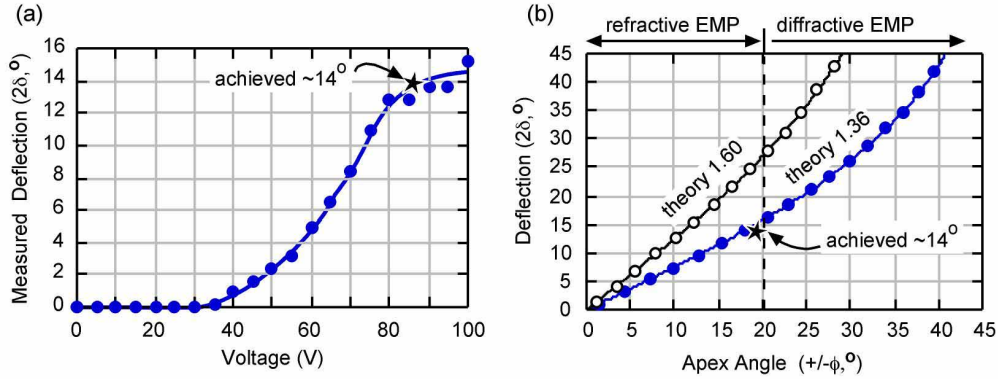 (a)
Measured Deflection (2δ,°)
16
14
12
10
8
6
4
2
0
achieved ~14°
0
20
40
60
80
100
Voltage (V)
(b)
refractive EMP
diffractive EMP
Deflection (2δ,°)
45
40
35
30
25
20
15
10
5
0
theory 1.60
theory 1.36
achieved ~14°
0
5
10
15
20
25
30
35
40
45
Apex Angle (+/-ϕ,°)